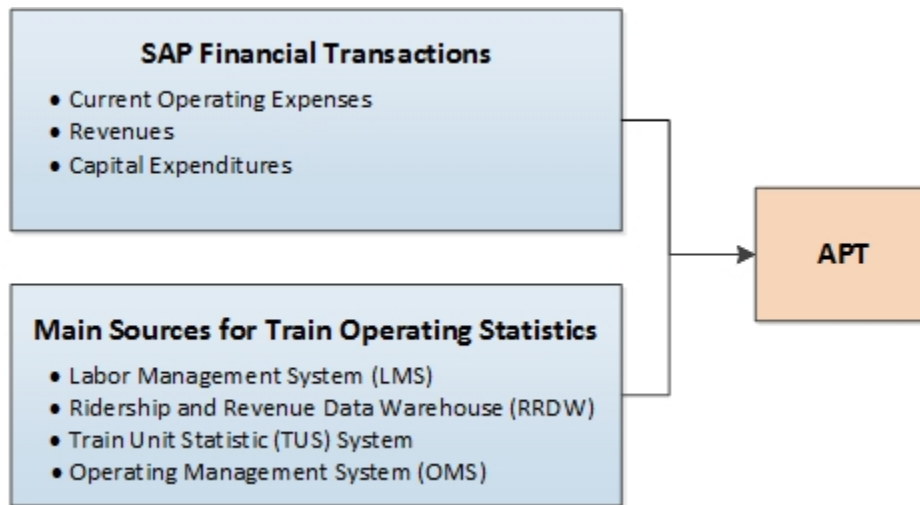 SAP Financial Transactions
• Current Operating Expenses
• Revenues
• Capital Expenditures
APT
Main Sources for Train Operating Statistics
• Labor Management System (LMS)
• Ridership and Revenue Data Warehouse (RRDW)
• Train Unit Statistic (TUS) System
• Operating Management System (OMS)